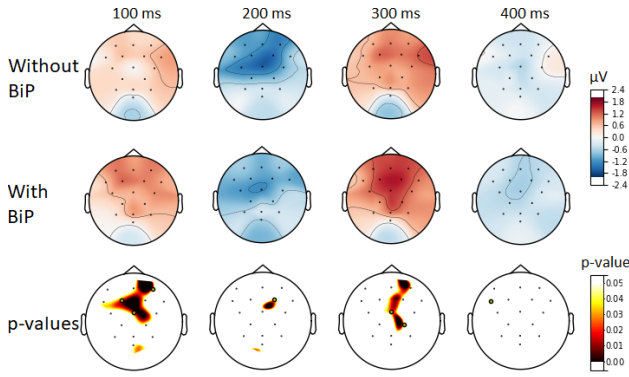 100 ms 200 ms 300 ms 400 ms
Without
BiP
µV
2.4
1.8
1.2
0.6
0.0
-0.6
-1.2
-1.8
-2.4
With
BiP
p-value
0.05
0.04
0.03
0.02
0.01
0.00
p-values